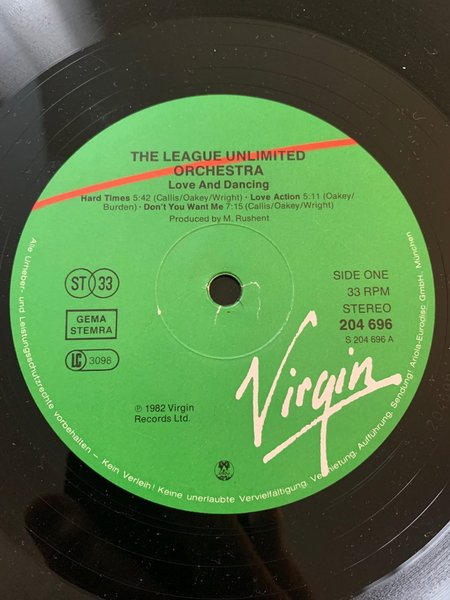 THE LEAGUE UNLIMITED
ORCHESTRA
Love And Dancing
Hard Times 5:42 (Callis/Oakey/Wright) · Love Action 5:11 (Oakey/
Burden) · Don't You Want Me 7:15 (Callis/Oakey/Wright)
Produced by M. Rushent
ST 33
GEMA
STEMRA
LC 3098
SIDE ONE
33 RPM
STEREO
204 696
S 204 696 A
Virgin
℗ 1982 Virgin
Records Ltd.
Alle Urheber- und Leistungsschutzrechte vorbehalten – Kein Verleih! Keine unerlaubte Vervielfältigung, Vermietung, Aufführung, Sendung! Ariola-Eurodisc GmbH, München